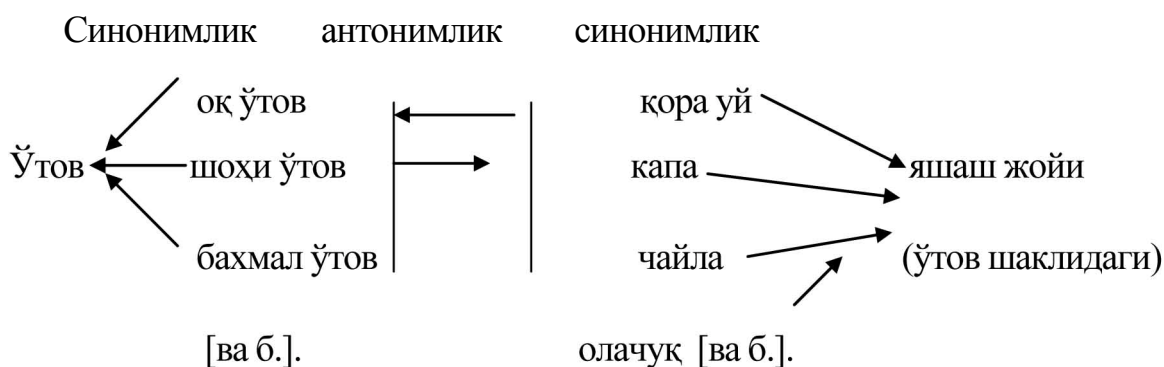 Синонимлик антонимлик синонимлик
оқ ўтов қора уй
Ўтов шоҳи ўтов капа яшаш жойи
бахмал ўтов чайла (ўтов шаклидаги)
[ва б.]. олачуқ [ва б.].